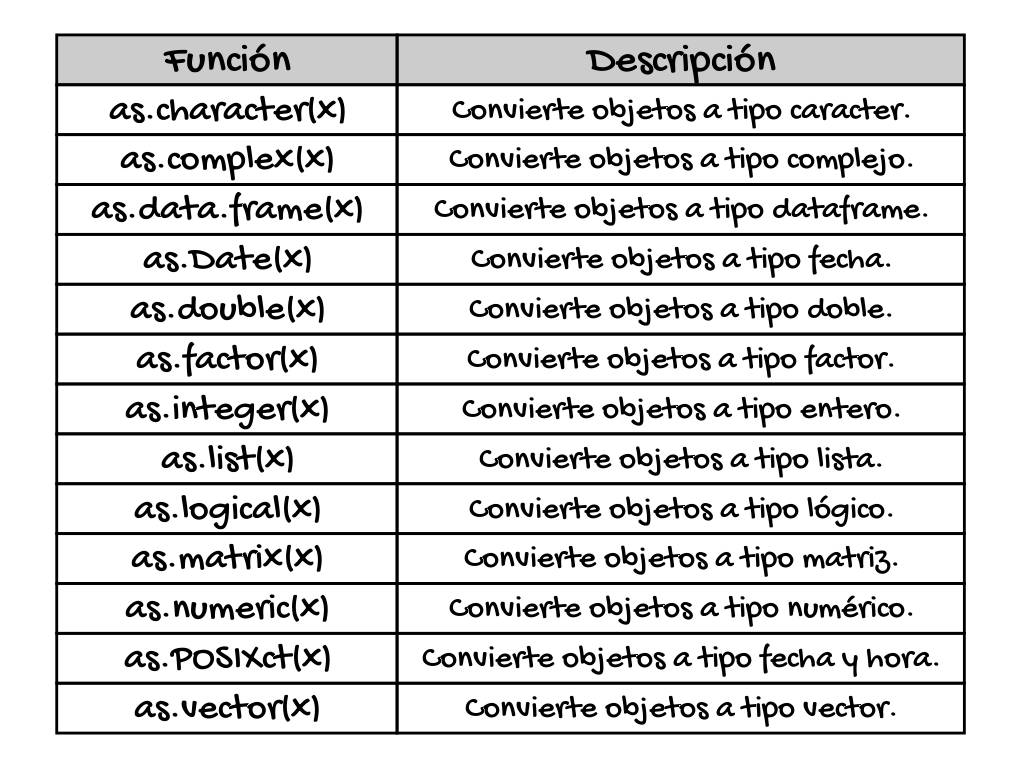 Función Descripción
as.character(x) Convierte objetos a tipo caracter.
as.complex(x) Convierte objetos a tipo complejo.
as.data.frame(x) Convierte objetos a tipo dataframe.
as.Date(x) Convierte objetos a tipo fecha.
as.double(x) Convierte objetos a tipo doble.
as.factor(x) Convierte objetos a tipo factor.
as.integer(x) Convierte objetos a tipo entero.
as.list(x) Convierte objetos a tipo lista.
as.logical(x) Convierte objetos a tipo lógico.
as.matrix(x) Convierte objetos a tipo matriz.
as.numeric(x) Convierte objetos a tipo numérico.
as.POSIXct(x) Convierte objetos a tipo fecha y hora.
as.vector(x) Convierte objetos a tipo vector.